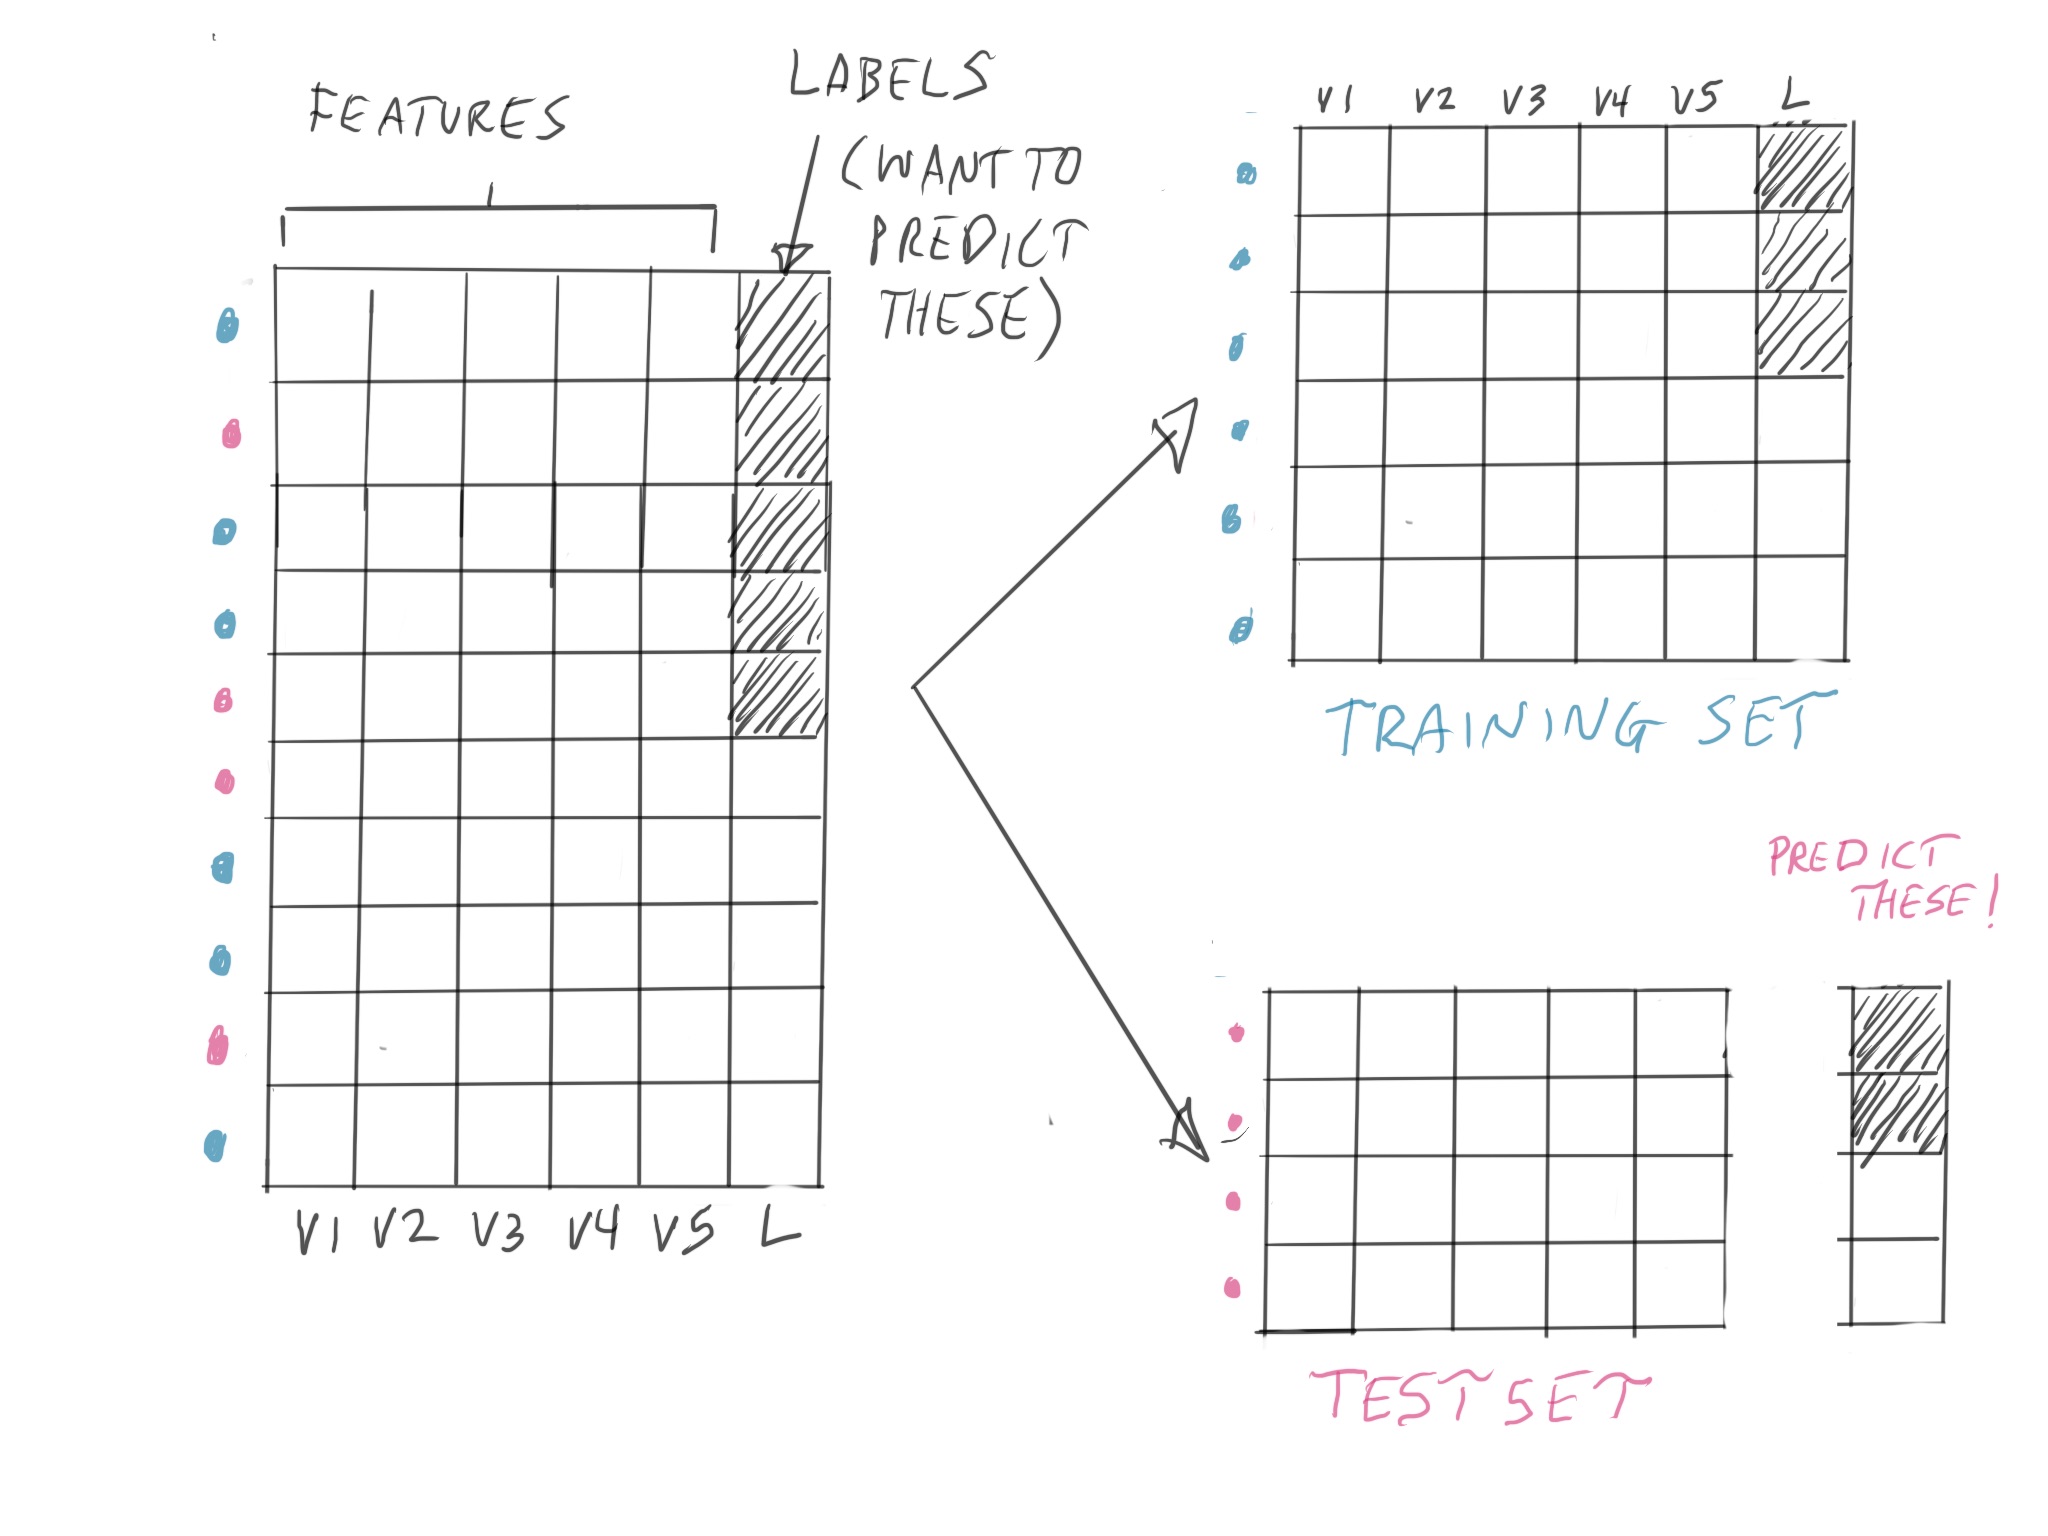 FEATURES
LABELS
(WANT TO
PREDICT
THESE)
V1 V2 V3 V4 V5 L
V1 V2 V3 V4 V5 L
TRAINING SET
PREDICT
THESE!
TEST SET